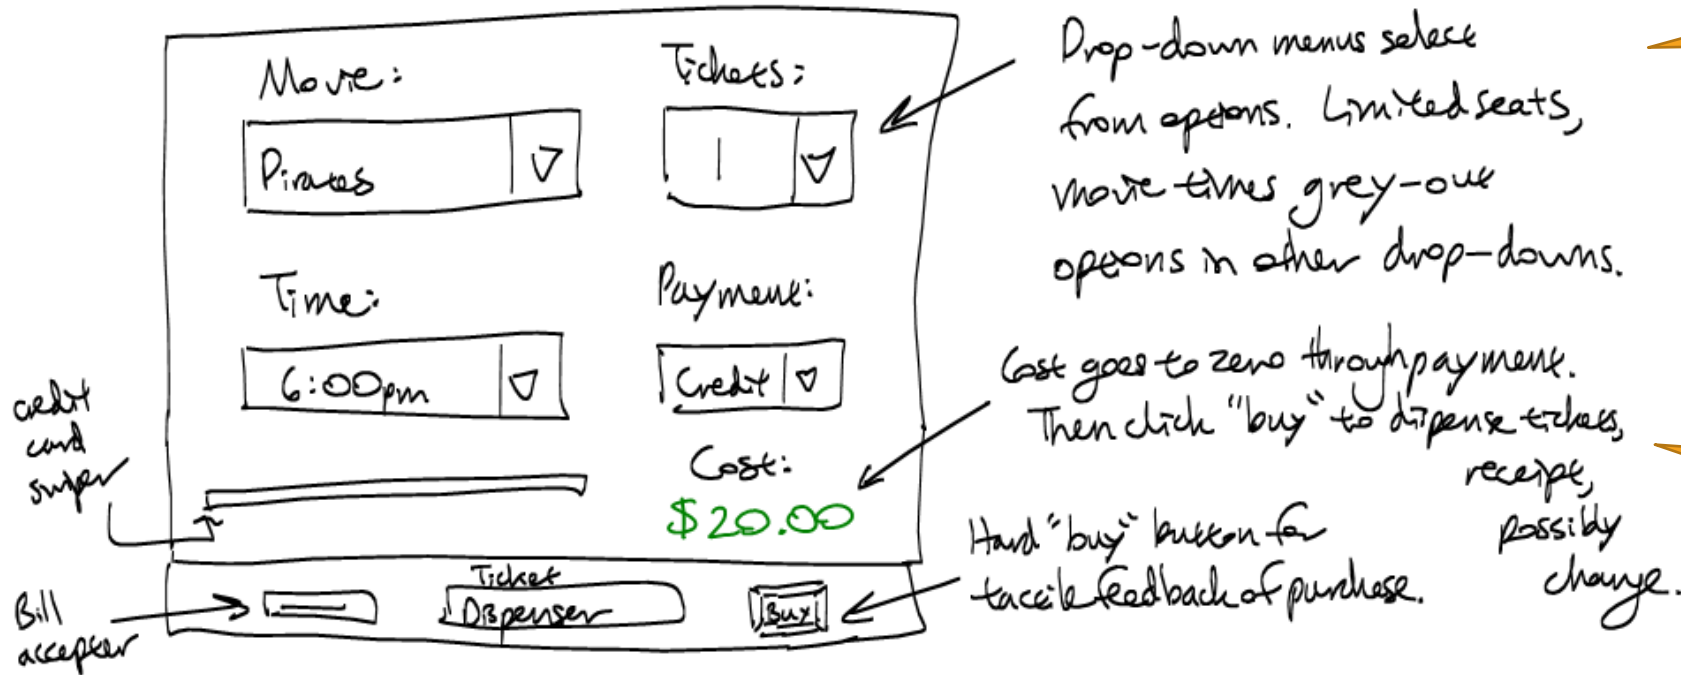 Movie:
Pirates
Tickets:
1
Time:
6:00pm
Payment:
Credit
Cost:
$20.00
Ticket
Dispenser
Buy
credit
card
swiper
Bill
accepter
Drop-down menus select
from options. Limited seats,
movie times grey-out
options in other drop-downs.
Cost goes to zero through payment.
Then click "buy" to dispense tickets,
receipt,
possibly
change.
Hard "buy" button for
tactile feedback of purchase.